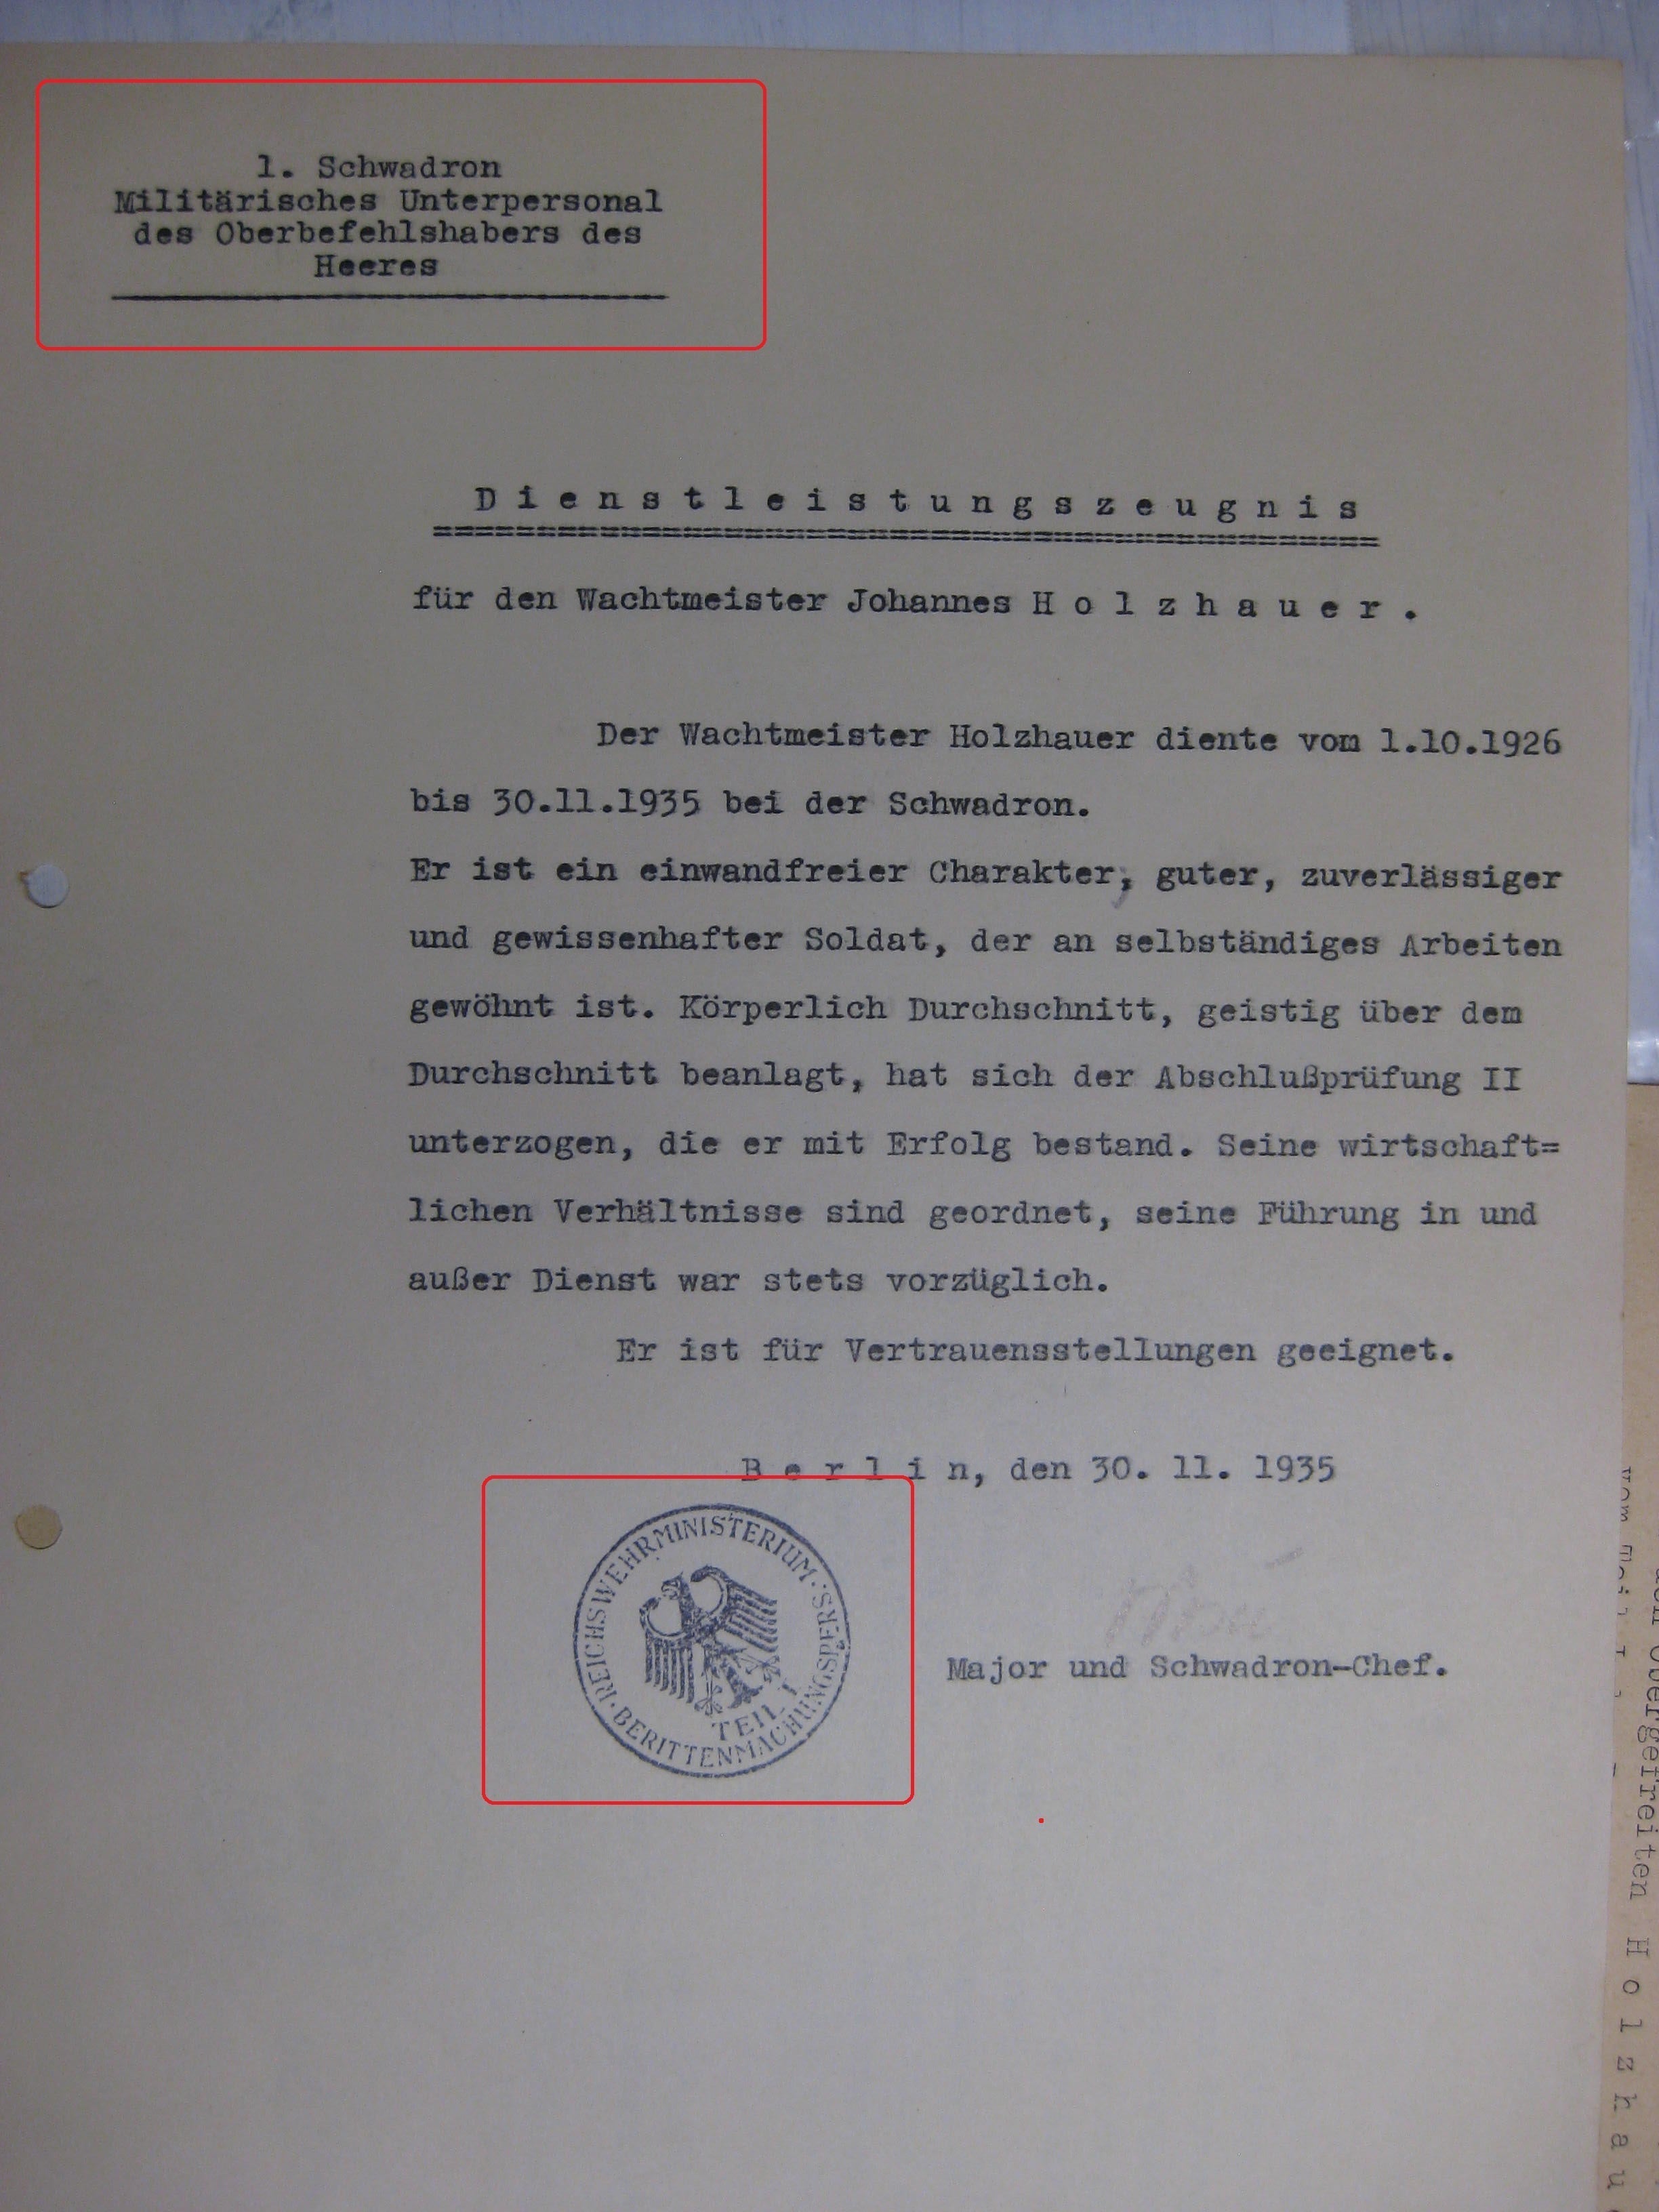 1. Schwadron
Militärisches Unterpersonal
des Oberbefehlshabers des
Heeres
Dienstleistungszeugnis
für den Wachtmeister Johannes Holzhauer.
Der Wachtmeister Holzhauer diente vom 1.10.1926
bis 30.11.1935 bei der Schwadron.
Er ist ein einwandfreier Charakter, guter, zuverlässiger
und gewissenhafter Soldat, der an selbständiges Arbeiten
gewöhnt ist. Körperlich Durchschnitt, geistig über dem
Durchschnitt beanlagt, hat sich der Abschlußprüfung II
unterzogen, die er mit Erfolg bestand. Seine wirtschaft=
lichen Verhältnisse sind geordnet, seine Führung in und
außer Dienst war stets vorzüglich.
Er ist für Vertrauensstellungen geeignet.
Berlin, den 30. 11. 1935
REICHSWEHRMINISTERIUM · BERITTENMACHUNGSPERS.
TEIL I
Major und Schwadron-Chef.
Obergefreiten Holzhau